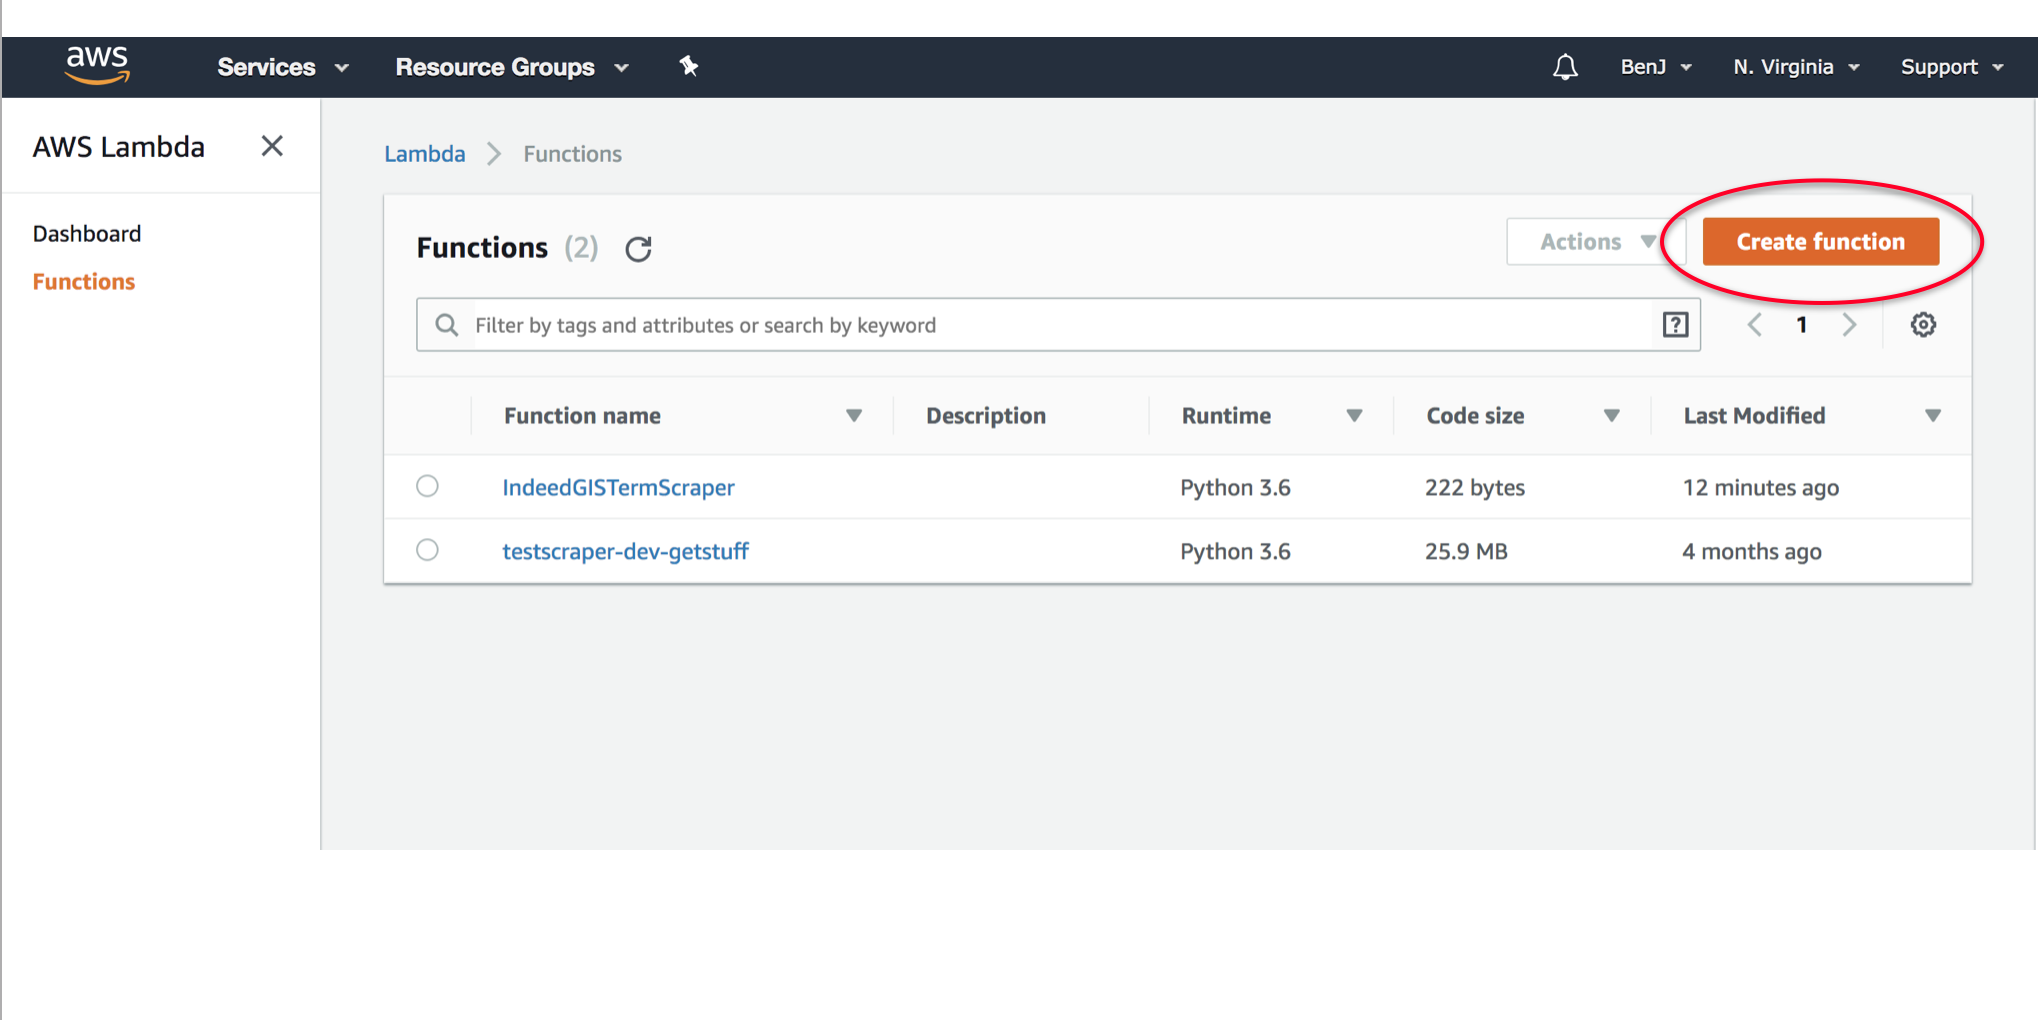 aws Services Resource Groups BenJ N. Virginia Support
AWS Lambda
Dashboard
Functions
Lambda > Functions
Functions (2)
Actions Create function
Filter by tags and attributes or search by keyword ? < 1 >
Function name Description Runtime Code size Last Modified
IndeedGISTermScraper Python 3.6 222 bytes 12 minutes ago
testscraper-dev-getstuff Python 3.6 25.9 MB 4 months ago